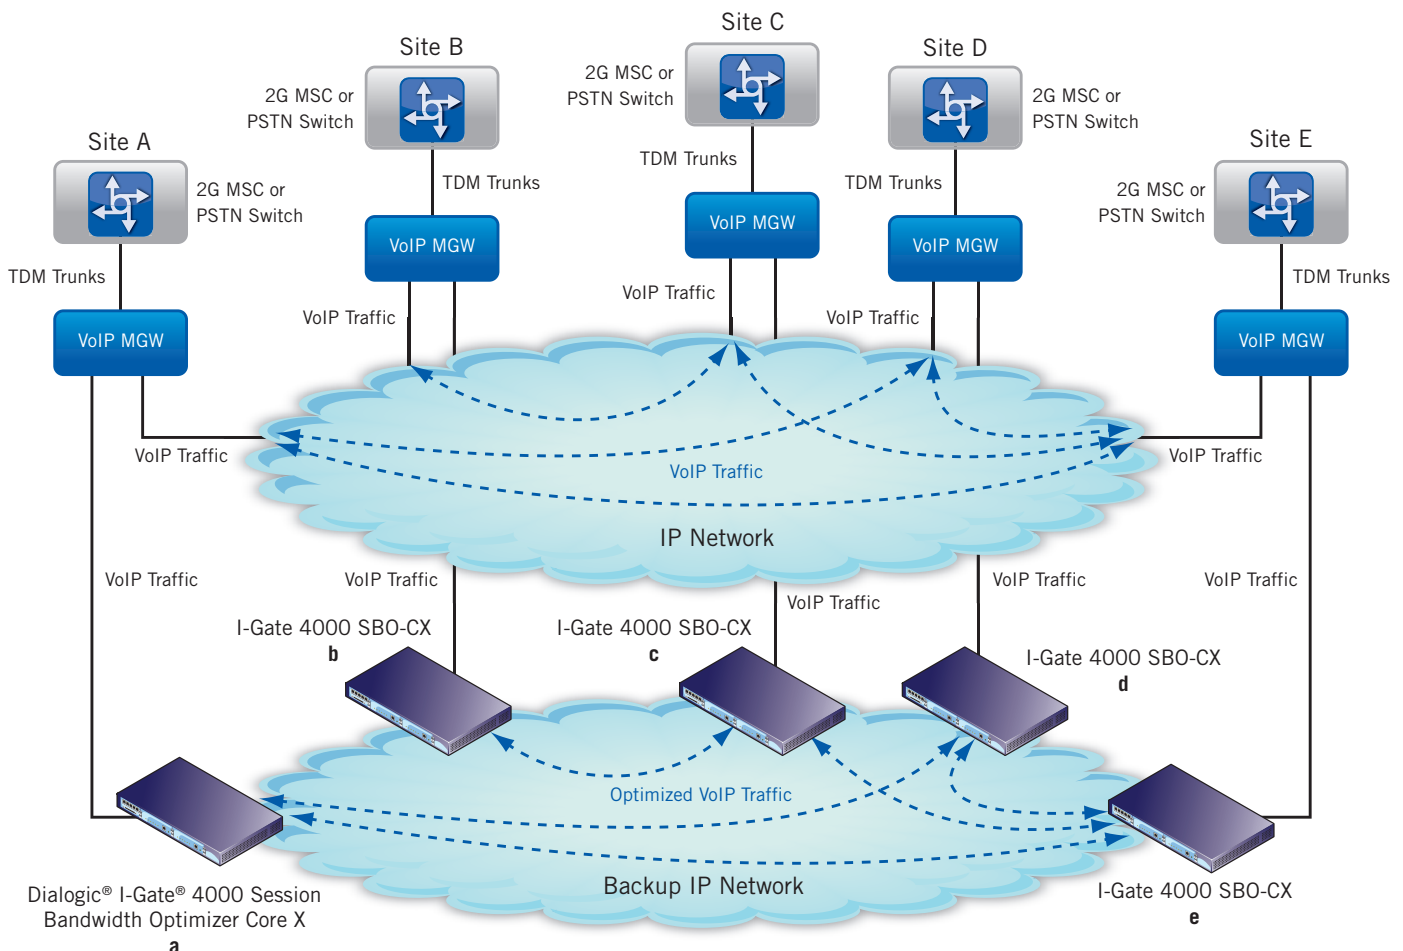 Site C
Site B
Site D
2G MSC or
PSTN Switch
2G MSC or
PSTN Switch
2G MSC or
PSTN Switch
Site A
Site E
TDM Trunks
2G MSC or
PSTN Switch
TDM Trunks
TDM Trunks
2G MSC or
PSTN Switch
VoIP MGW
VoIP MGW
VoIP MGW
TDM Trunks
TDM Trunks
VoIP Traffic
VoIP Traffic
VoIP Traffic
VoIP MGW
VoIP MGW
VoIP Traffic
VoIP Traffic
VoIP Traffic
IP Network
VoIP Traffic
VoIP Traffic
VoIP Traffic
VoIP Traffic
VoIP Traffic
I-Gate 4000 SBO-CX
b
I-Gate 4000 SBO-CX
c
I-Gate 4000 SBO-CX
d
Optimized VoIP Traffic
Backup IP Network
Dialogic® I-Gate® 4000 Session
Bandwidth Optimizer Core X
a
I-Gate 4000 SBO-CX
e